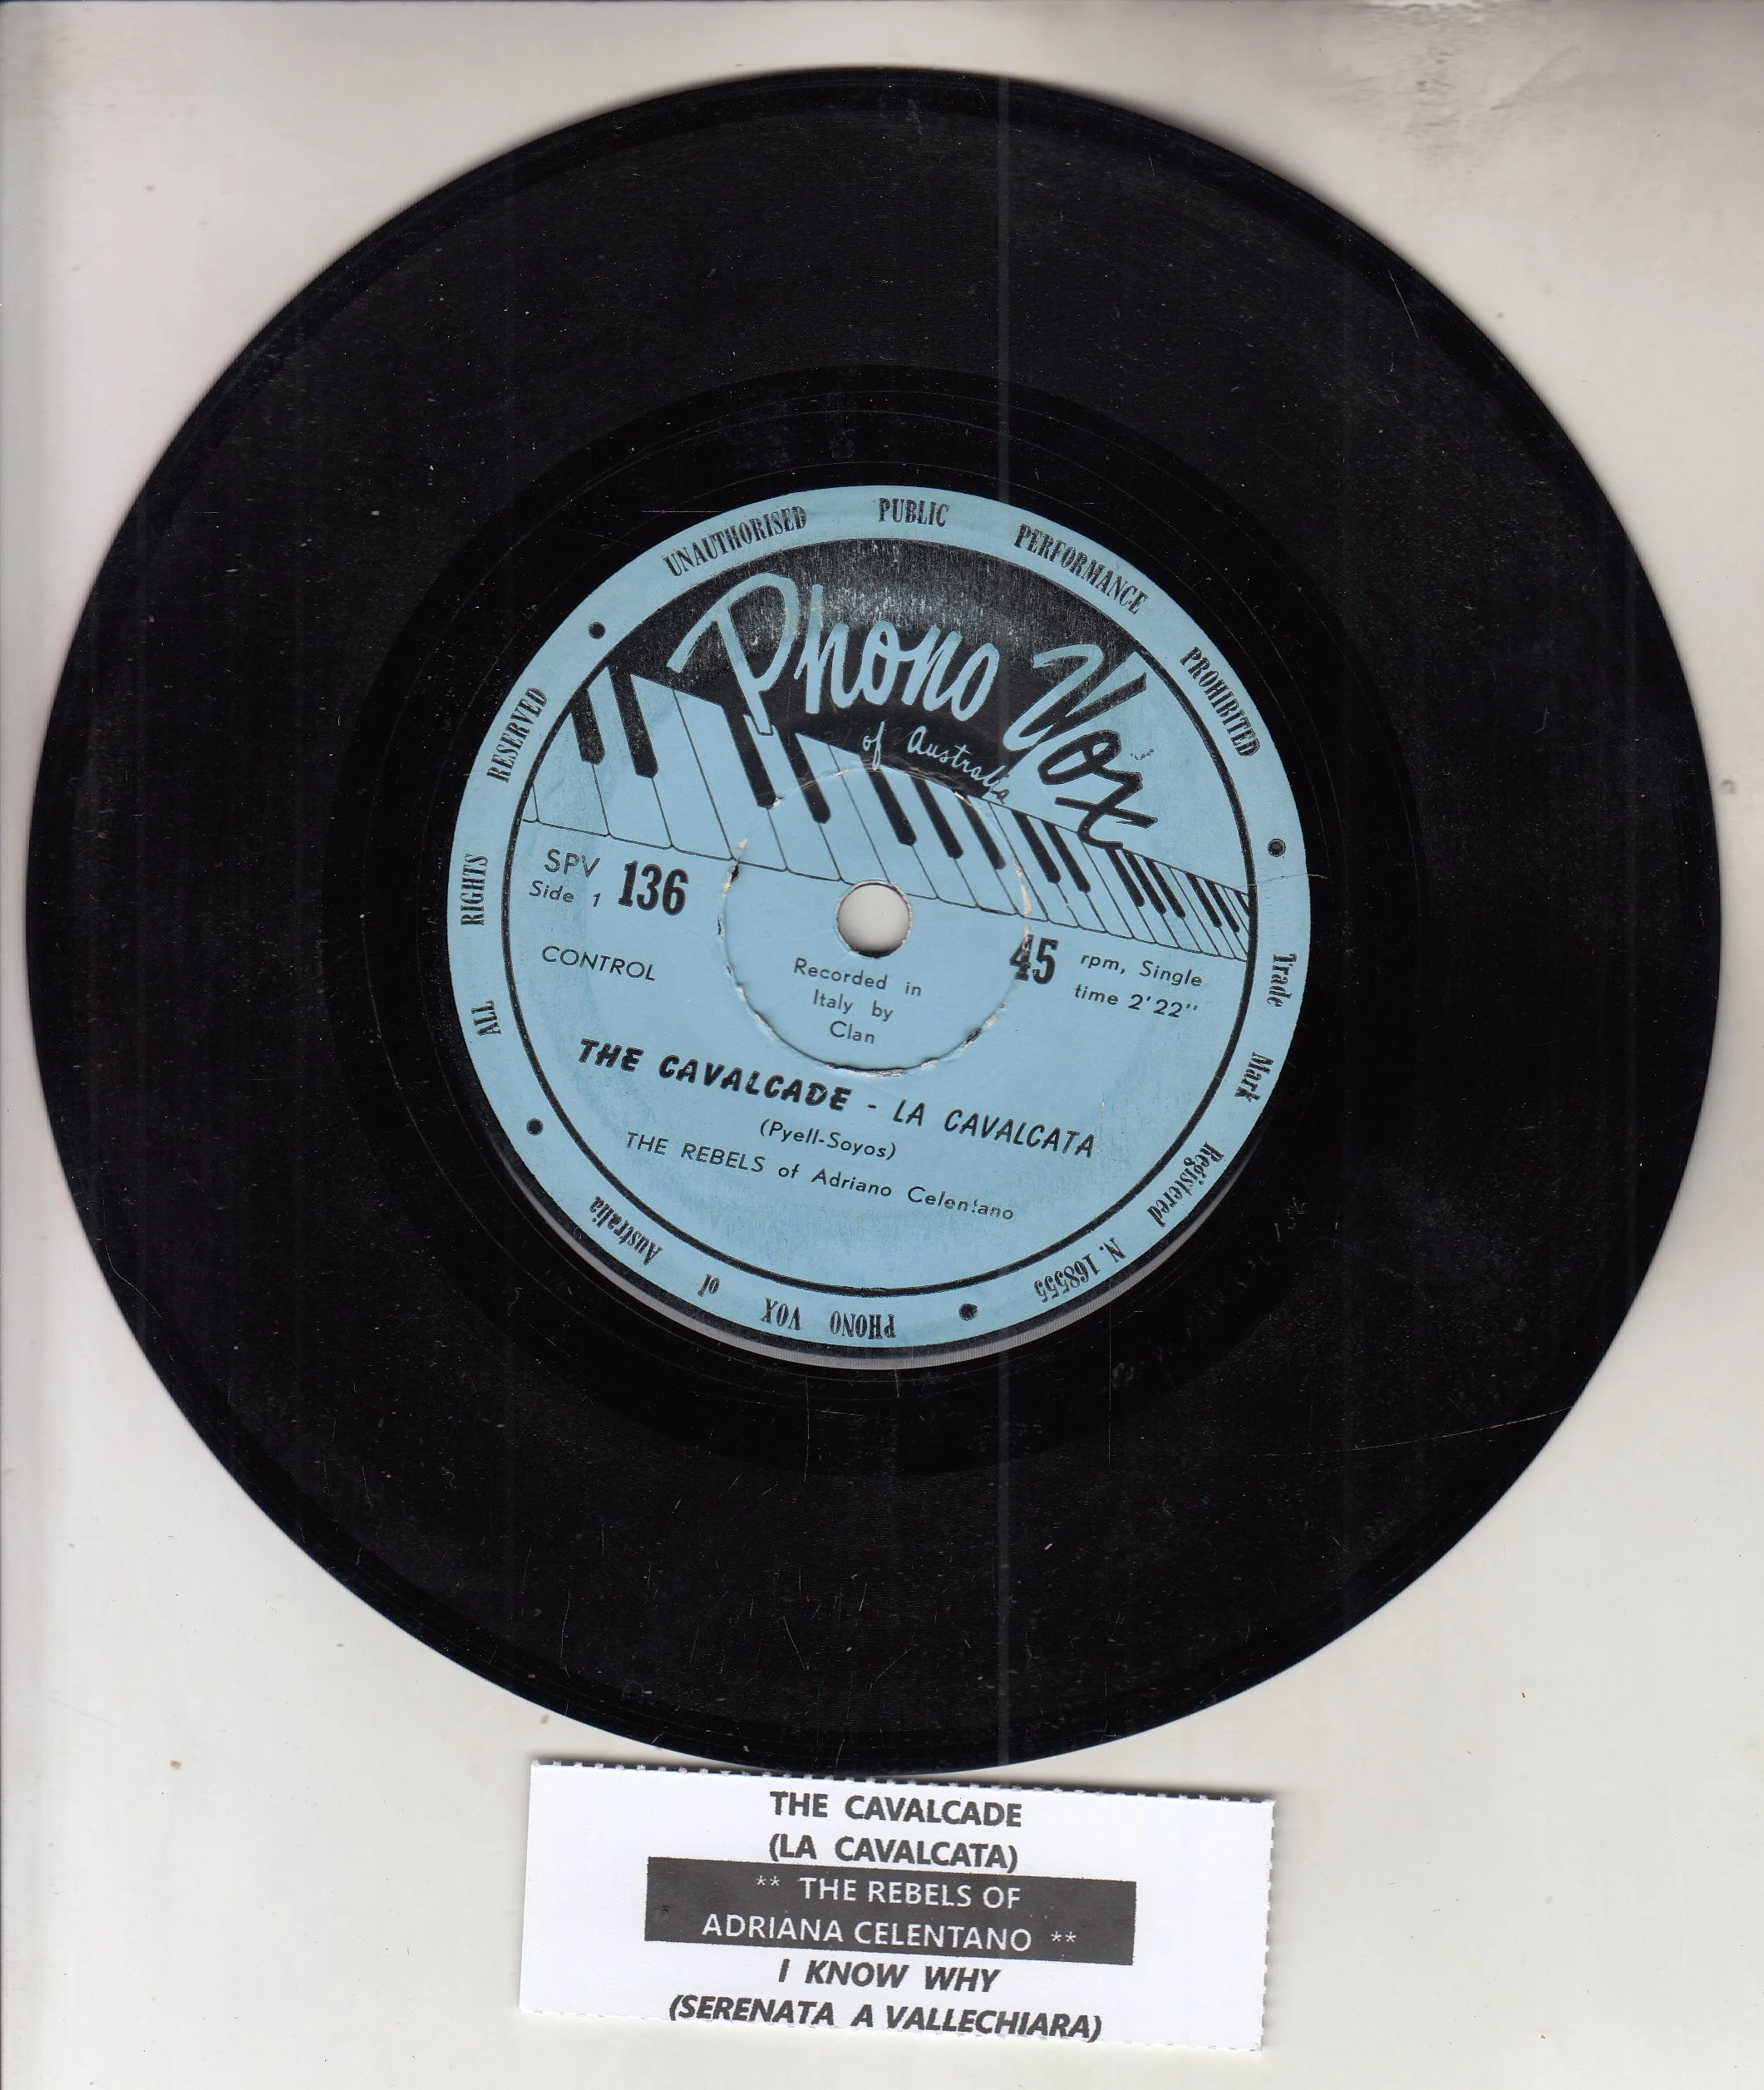 UNAUTHORISED PUBLIC PERFORMANCE PROHIBITED
Trade Mark Registered N. 168555
PHONO VOX of Australia
ALL RIGHTS RESERVED
Phono Vox
of Australia
SPV 136
Side 1
45 rpm, Single
time 2'22"
CONTROL
Recorded in
Italy by
Clan
THE CAVALCADE - LA CAVALCATA
(Pyell-Soyos)
THE REBELS of Adriano Celentano
THE CAVALCADE
(LA CAVALCATA)
** THE REBELS OF
ADRIANA CELENTANO **
I KNOW WHY
(SERENATA A VALLECHIARA)